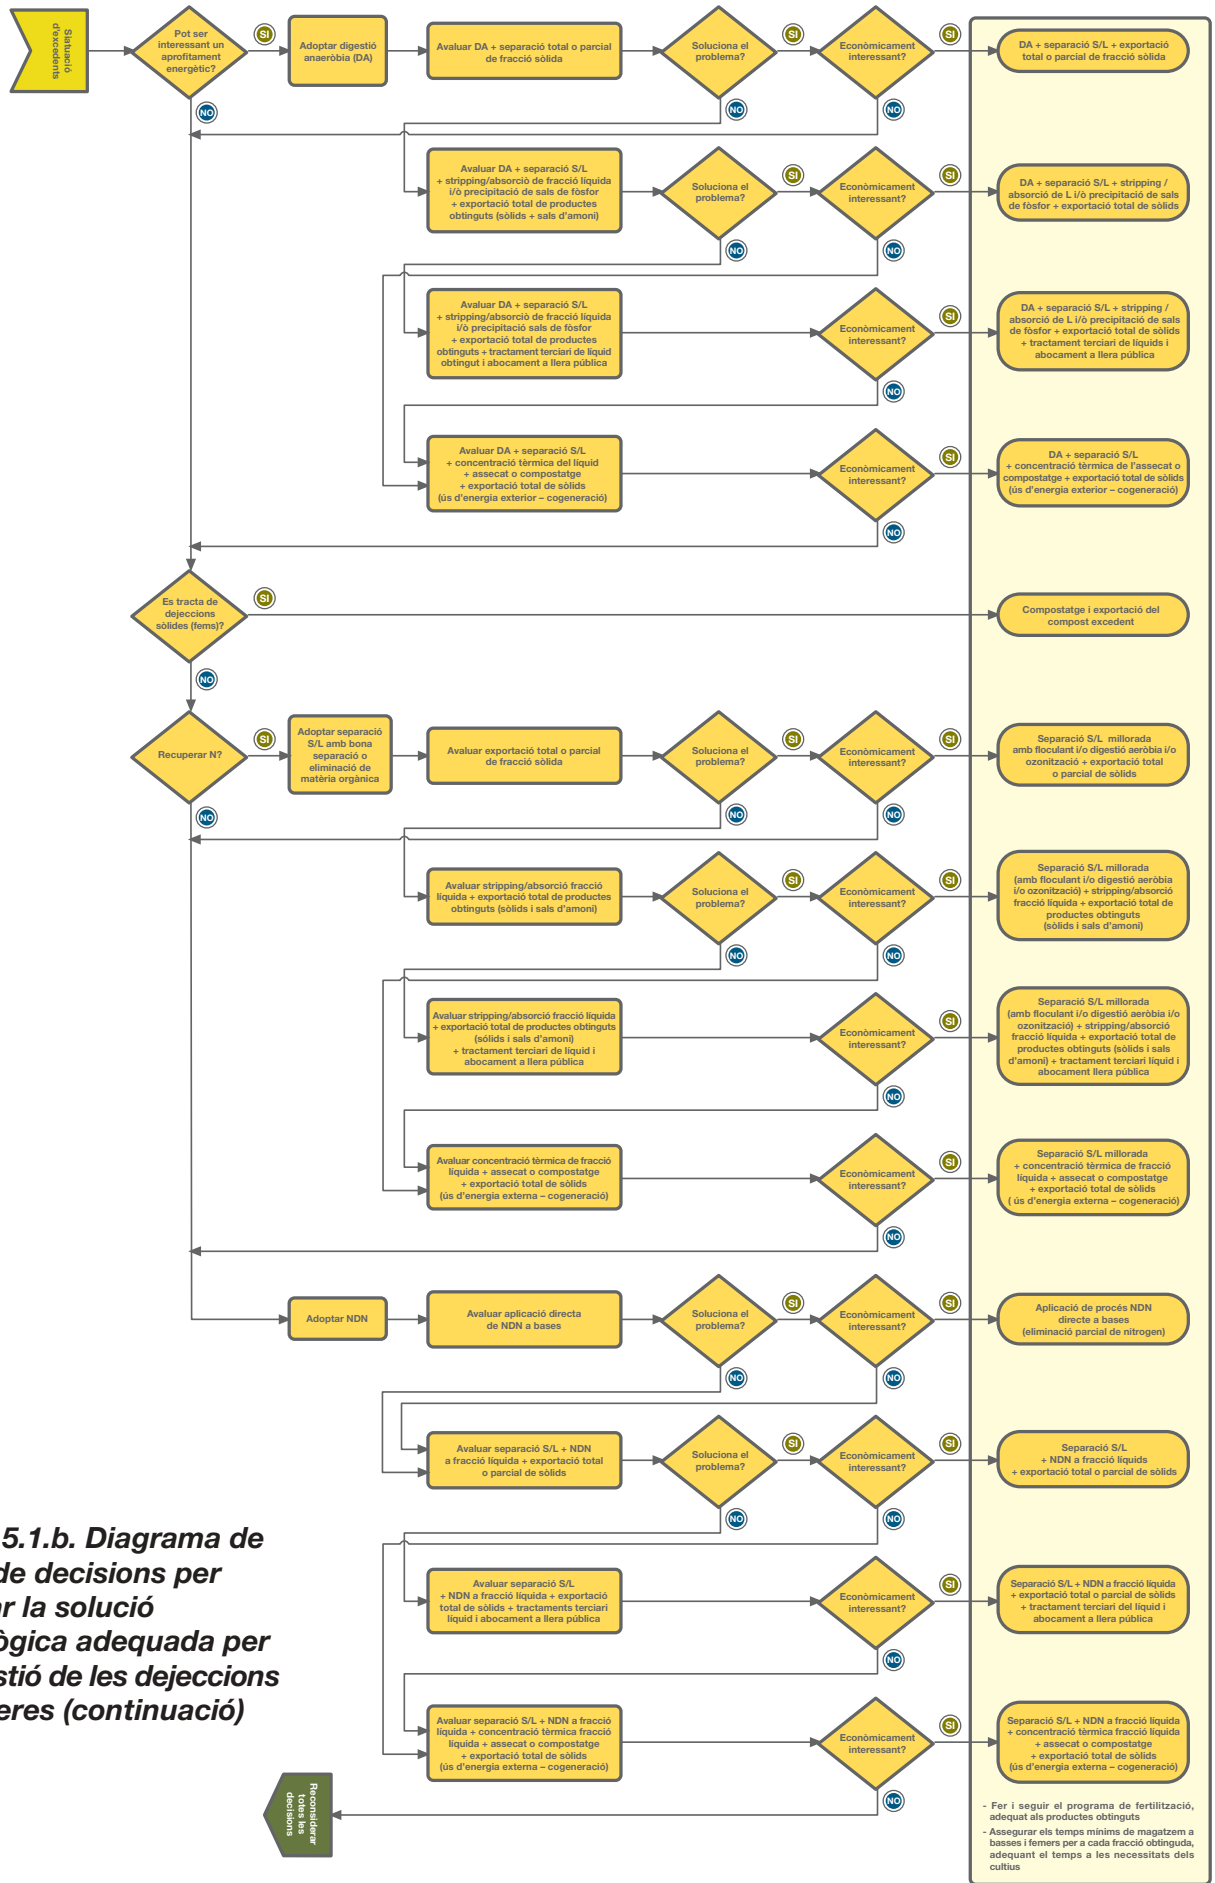 Siatuació
d'excedents
Pot ser
interessant un
aprofitament
energètic?
SI
Adoptar digestió
anaeròbia (DA)
Avaluar DA + separació total o parcial
de fracció sòlida
Soluciona el
problema?
SI
Econòmicament
interessant?
SI
DA + separació S/L + exportació
total o parcial de fracció sòlida
NO
NO
NO
Avaluar DA + separació S/L
+ stripping/absorciò de fracció líquida
i/ò precipitació de sals de fòsfor
+ exportació total de productes
obtinguts (sòlids + sals d'amoni)
Soluciona el
problema?
SI
Econòmicament
interessant?
SI
DA + separació S/L + stripping /
absorció de L i/ò precipitació de sals
de fòsfor + exportació total de sòlids
NO
NO
Avaluar DA + separació S/L
+ stripping/absorciò de fracció líquida
i/ò precipitació sals de fòsfor
+ exportació total de productes
obtinguts + tractament terciari de líquid
obtingut i abocament a llera pública
Econòmicament
interessant?
SI
DA + separació S/L + stripping /
absorció de L i/ò precipitació de sals
de fòsfor + exportació total de sòlids
+ tractament terciari de líquids i
abocament a llera pública
NO
Avaluar DA + separació S/L
+ concentració tèrmica del líquid
+ assecat o compostatge
+ exportació total de sòlids
(ús d'energia exterior – cogeneració)
Econòmicament
interessant?
SI
DA + separació S/L
+ concentració tèrmica de l'assecat o
compostatge + exportació total de sòlids
(ús d'energia exterior – cogeneració)
NO
Es tracta de
dejeccions
sòlides (fems)?
SI
Compostatge i exportació del
compost excedent
NO
Recuperar N?
SI
Adoptar separació
S/L amb bona
separació o
eliminació de
matèria orgànica
Avaluar exportació total o parcial
de fracció sòlida
Soluciona el
problema?
SI
Econòmicament
interessant?
SI
Separació S/L millorada
amb floculant i/o digestió aeròbia i/o
ozonització + exportació total
o parcial de sòlids
NO
NO
NO
Avaluar stripping/absorció fracció
líquida + exportació total de productes
obtinguts (sòlids i sals d'amoni)
Soluciona el
problema?
SI
Econòmicament
interessant?
SI
Separació S/L millorada
(amb floculant i/o digestió aeròbia
i/o ozonització) + stripping/absorció
fracció líquida + exportació total de
productes obtinguts
(sòlids i sals d'amoni)
NO
NO
Avaluar stripping/absorció fracció líquida
+ exportació total de productes obtinguts
(sólids i sals d'amoni)
+ tractament terciari de líquid i
abocament a llera pública
Econòmicament
interessant?
SI
Separació S/L millorada
(amb floculant i/o digestió aeròbia i/o
ozonització) + stripping/absorció
fracció líquida + exportació total de
productes obtinguts (sòlids i sals
d'amoni) + tractament terciari líquid i
abocament llera pública
NO
Avaluar concentració tèrmica de fracció
líquida + assecat o compostatge
+ exportació total de sòlids
(ús d'energia externa – cogeneració)
Econòmicament
interessant?
SI
Separació S/L millorada
+ concentració tèrmica de fracció
líquida + assecat o compostatge
+ exportació total de sòlids
( ús d'energia externa – cogeneració)
NO
Adoptar NDN
Avaluar aplicació directa
de NDN a bases
Soluciona el
problema?
SI
Econòmicament
interessant?
SI
Aplicació de procés NDN
directe a bases
(eliminació parcial de nitrogen)
NO
NO
Avaluar separació S/L + NDN
a fracció líquida + exportació total
o parcial de sòlids
Soluciona el
problema?
SI
Econòmicament
interessant?
SI
Separació S/L
+ NDN a fracció líquids
+ exportació total o parcial de sòlids
NO
NO
5.1.b. Diagrama de
de decisions per
ar la solució
ògica adequada per
stió de les dejeccions
eres (continuació)
Avaluar separació S/L
+ NDN a fracció líquida + exportació
total de sòlids + tractaments terciari
líquid i abocament a llera pública
Econòmicament
interessant?
SI
Separació S/L + NDN a fracció líquida
+ exportació total o parcial de sòlids
+ tractament terciari del líquid i
abocament a llera pública
NO
Avaluar separació S/L + NDN a fracció
líquida + concentració tèrmica fracció
líquida + assecat o compostatge
+ exportació total de sòlids
(ús d'energia externa – cogeneració)
Econòmicament
interessant?
SI
Separació S/L + NDN a fracció líquida
+ concentració tèrmica fracció líquida
+ assecat o compostatge
+ exportació total de sòlids
(ús d'energia externa – cogeneració)
NO
Reconsiderar
totes les
decisions
- Fer i seguir el programa de fertilització,
adequat als productes obtinguts
- Assegurar els temps mínims de magatzem a
basses i femers per a cada fracció obtinguda,
adequant el temps a les necessitats dels
cultius